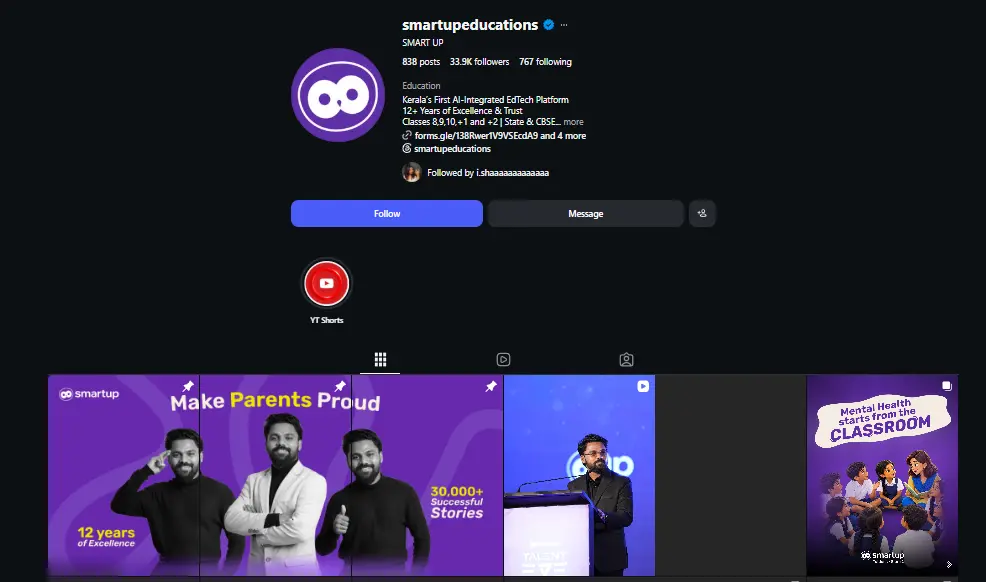 smartupeducations
SMART UP
838 posts 33.9K followers 767 following
Education
Kerala's First AI-Integrated EdTech Platform
12+ Years of Excellence & Trust
Classes 8,9,10,+1 and +2 | State & CBSE... more
forms.gle/138Rwer1V9VSEcdA9 and 4 more
smartupeducations
Followed by i.shaaaaaaaaaaaaa
Follow
Message
YT Shorts
smartup
Make Parents Proud
12 years
of Excellence
30,000+
Successful
Stories
up
TALENT
EVE
Mental Health
starts from the
CLASSROOM
smartup